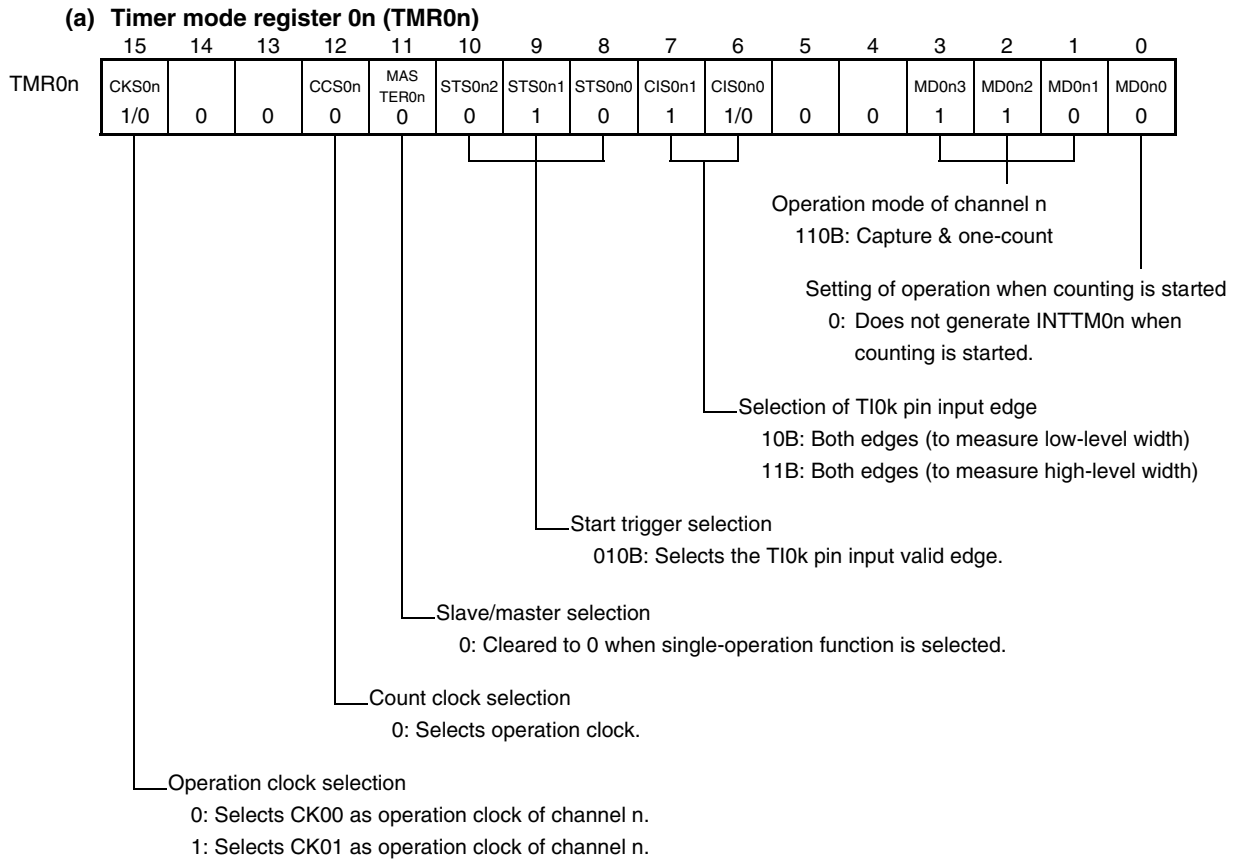 (a) Timer mode register 0n (TMR0n)
15 14 13 12 11 10 9 8 7 6 5 4 3 2 1 0
TMR0n CKS0n CCS0n MAS TER0n STS0n2 STS0n1 STS0n0 CIS0n1 CIS0n0 MD0n3 MD0n2 MD0n1 MD0n0
1/0 0 0 0 0 0 1 0 1 1/0 0 0 1 1 0 0
Operation mode of channel n
110B: Capture & one-count
Setting of operation when counting is started
0: Does not generate INTTM0n when
counting is started.
Selection of TI0k pin input edge
10B: Both edges (to measure low-level width)
11B: Both edges (to measure high-level width)
Start trigger selection
010B: Selects the TI0k pin input valid edge.
Slave/master selection
0: Cleared to 0 when single-operation function is selected.
Count clock selection
0: Selects operation clock.
Operation clock selection
0: Selects CK00 as operation clock of channel n.
1: Selects CK01 as operation clock of channel n.